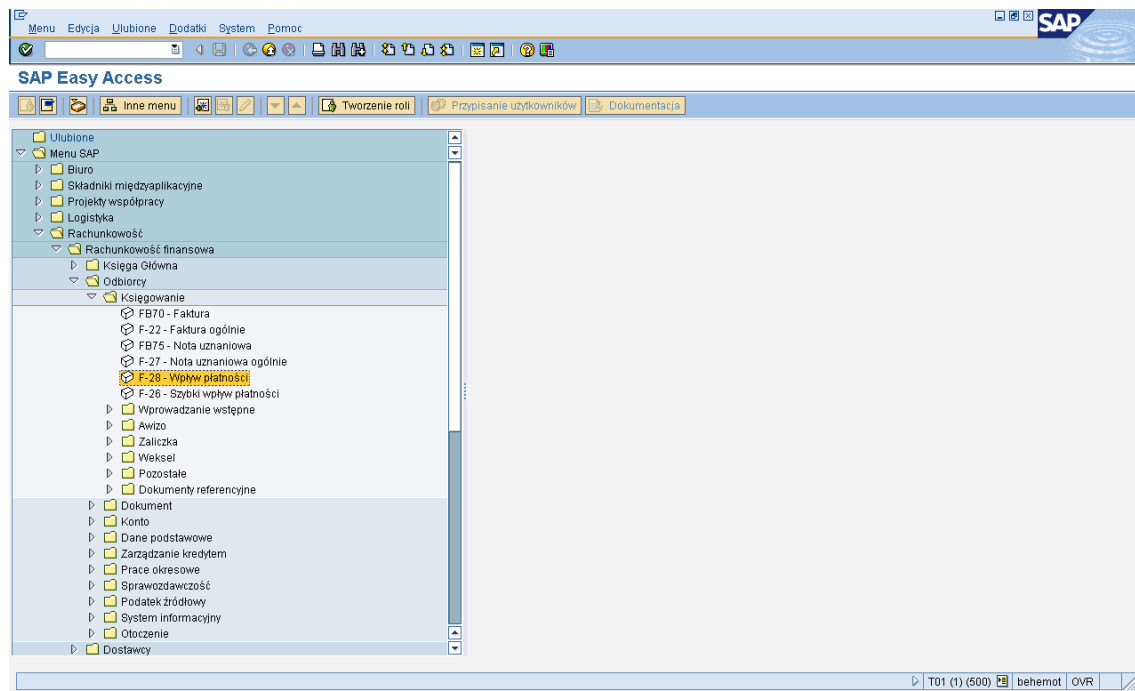 Menu Edycja Ulubione Dodatki System Pomoc
SAP
SAP Easy Access
Inne menu Tworzenie roli Przypisanie użytkowników Dokumentacja
Ulubione
Menu SAP
Biuro
Składniki międzyaplikacyjne
Projekty współpracy
Logistyka
Rachunkowość
Rachunkowość finansowa
Księga Główna
Odbiorcy
Księgowanie
FB70 - Faktura
F-22 - Faktura ogólnie
FB75 - Nota uznaniowa
F-27 - Nota uznaniowa ogólnie
F-28 - Wpływ płatności
F-26 - Szybki wpływ płatności
Wprowadzanie wstępne
Awizo
Zaliczka
Weksel
Pozostałe
Dokumenty referencyjne
Dokument
Konto
Dane podstawowe
Zarządzanie kredytem
Prace okresowe
Sprawozdawczość
Podatek źródłowy
System informacyjny
Otoczenie
Dostawcy
T01 (1) (500) behemot OVR